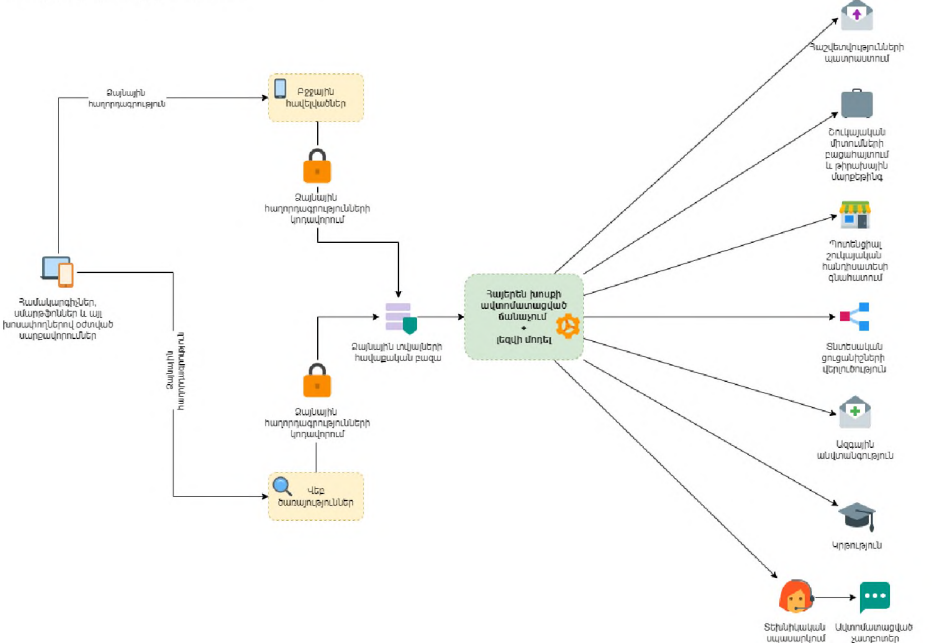 Հաշվետվությունների
պատրաստում
Ձայնային
հաղորդագրություն
Բջջային
հավելվածներ
Շուկայական
միտումների
բացահայտում
և թիրախային
մարքեթինգ
Ձայնային
հաղորդագրությունների
կոդավորում
Պոտենցիալ
շուկայական
հանդիսատեսի
գնահատում
Համակարգիչներ,
սմարթֆոններ և այլ
խոսափողներով օժտված
սարքավորումներ
Հայերեն խոսքի
ավտոմատացված
ճանաչում
+
լեզվի մոդել
Ձայնային տվյալների
հավաքական բազա
Տնտեսական
ցուցանիշների
վերլուծություն
Ձայնային
հաղորդագրություն
Ձայնային
հաղորդագրությունների
կոդավորում
Ազգային
անվտանգություն
Վեբ
ծառայություններ
Կրթություն
Տեխնիկական
սպասարկում
Ավտոմատացված
չատբոտեր